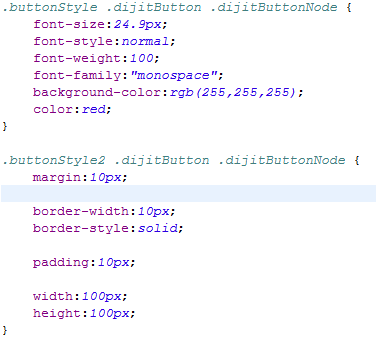 .buttonStyle .dijitButton .dijitButtonNode {
    font-size:24.9px;
    font-style:normal;
    font-weight:100;
    font-family:"monospace";
    background-color:rgb(255,255,255);
    color:red;
}

.buttonStyle2 .dijitButton .dijitButtonNode {
    margin:10px;

    border-width:10px;
    border-style:solid;

    padding:10px;

    width:100px;
    height:100px;
}